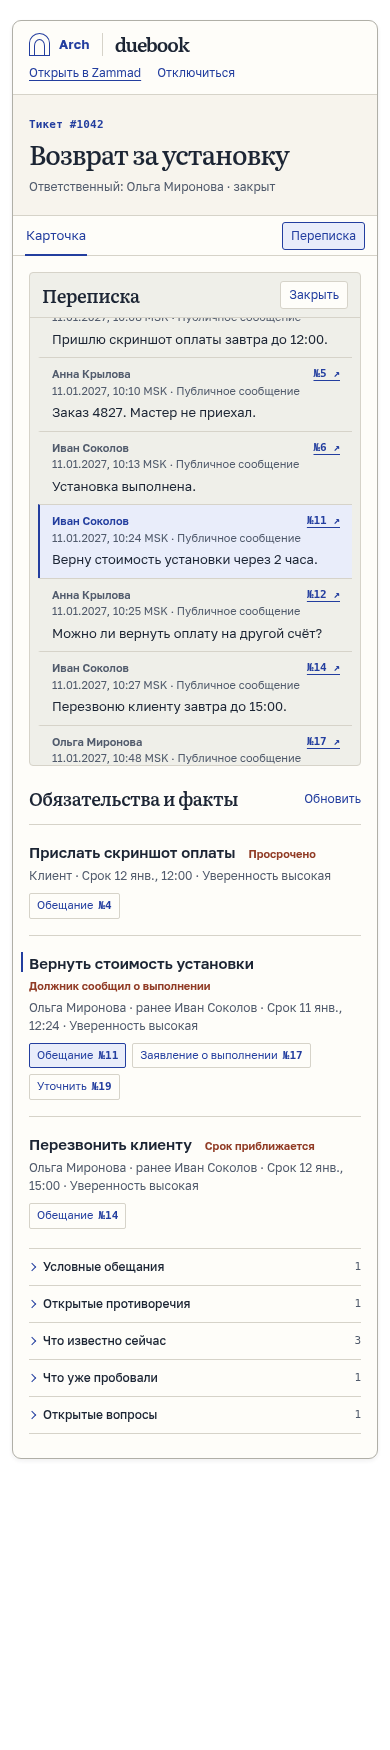 Arch duebook
Открыть в Zammad Отключиться
Тикет #1042
Возврат за установку
Ответственный: Ольга Миронова · закрыт
Карточка Переписка
Переписка Закрыть
11.01.2027, 10:08 MSK · Публичное сообщение
Пришлю скриншот оплаты завтра до 12:00.
Анна Крылова №5 ↗
11.01.2027, 10:10 MSK · Публичное сообщение
Заказ 4827. Мастер не приехал.
Иван Соколов №6 ↗
11.01.2027, 10:13 MSK · Публичное сообщение
Установка выполнена.
Иван Соколов №11 ↗
11.01.2027, 10:24 MSK · Публичное сообщение
Верну стоимость установки через 2 часа.
Анна Крылова №12 ↗
11.01.2027, 10:25 MSK · Публичное сообщение
Можно ли вернуть оплату на другой счёт?
Иван Соколов №14 ↗
11.01.2027, 10:27 MSK · Публичное сообщение
Перезвоню клиенту завтра до 15:00.
Ольга Миронова №17 ↗
11.01.2027, 10:48 MSK · Публичное сообщение
Обязательства и факты Обновить
Прислать скриншот оплаты Просрочено
Клиент · Срок 12 янв., 12:00 · Уверенность высокая
Обещание №4
Вернуть стоимость установки
Должник сообщил о выполнении
Ольга Миронова · ранее Иван Соколов · Срок 11 янв.,
12:24 · Уверенность высокая
Обещание №11 Заявление о выполнении №17
Уточнить №19
Перезвонить клиенту Срок приближается
Ольга Миронова · ранее Иван Соколов · Срок 12 янв.,
15:00 · Уверенность высокая
Обещание №14
Условные обещания 1
Открытые противоречия 1
Что известно сейчас 3
Что уже пробовали 1
Открытые вопросы 1